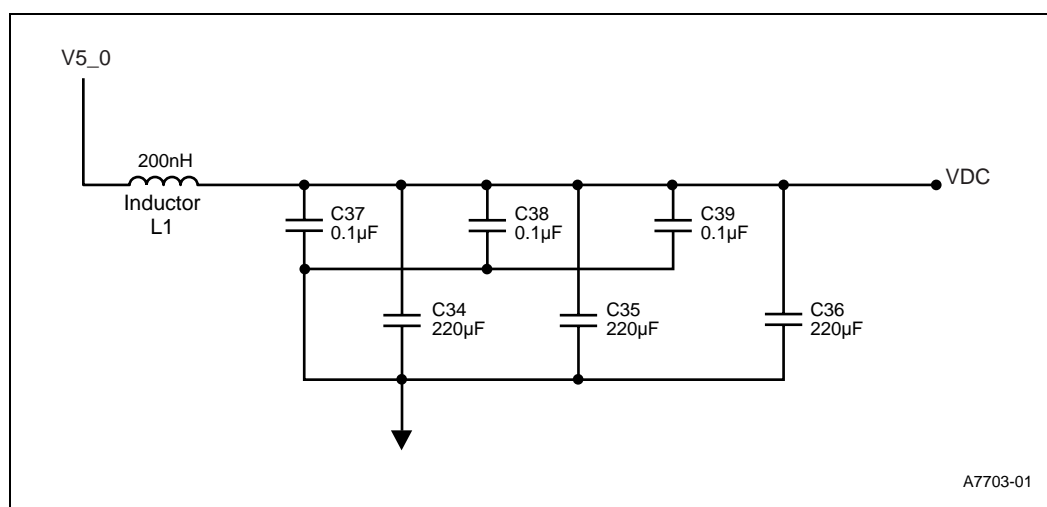 V5_0
200nH
Inductor
L1
VDC
C37
0.1µF
C38
0.1µF
C39
0.1µF
C34
220µF
C35
220µF
C36
220µF
A7703-01